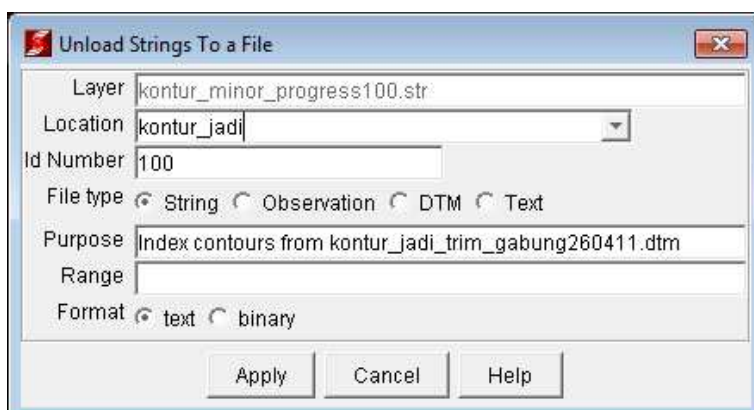 Unload Strings To a File
Layer kontur_minor_progress100.str
Location kontur_jadi
Id Number 100
File type String Observation DTM Text
Purpose Index contours from kontur_jadi_trim_gabung260411.dtm
Range
Format text binary
Apply Cancel Help